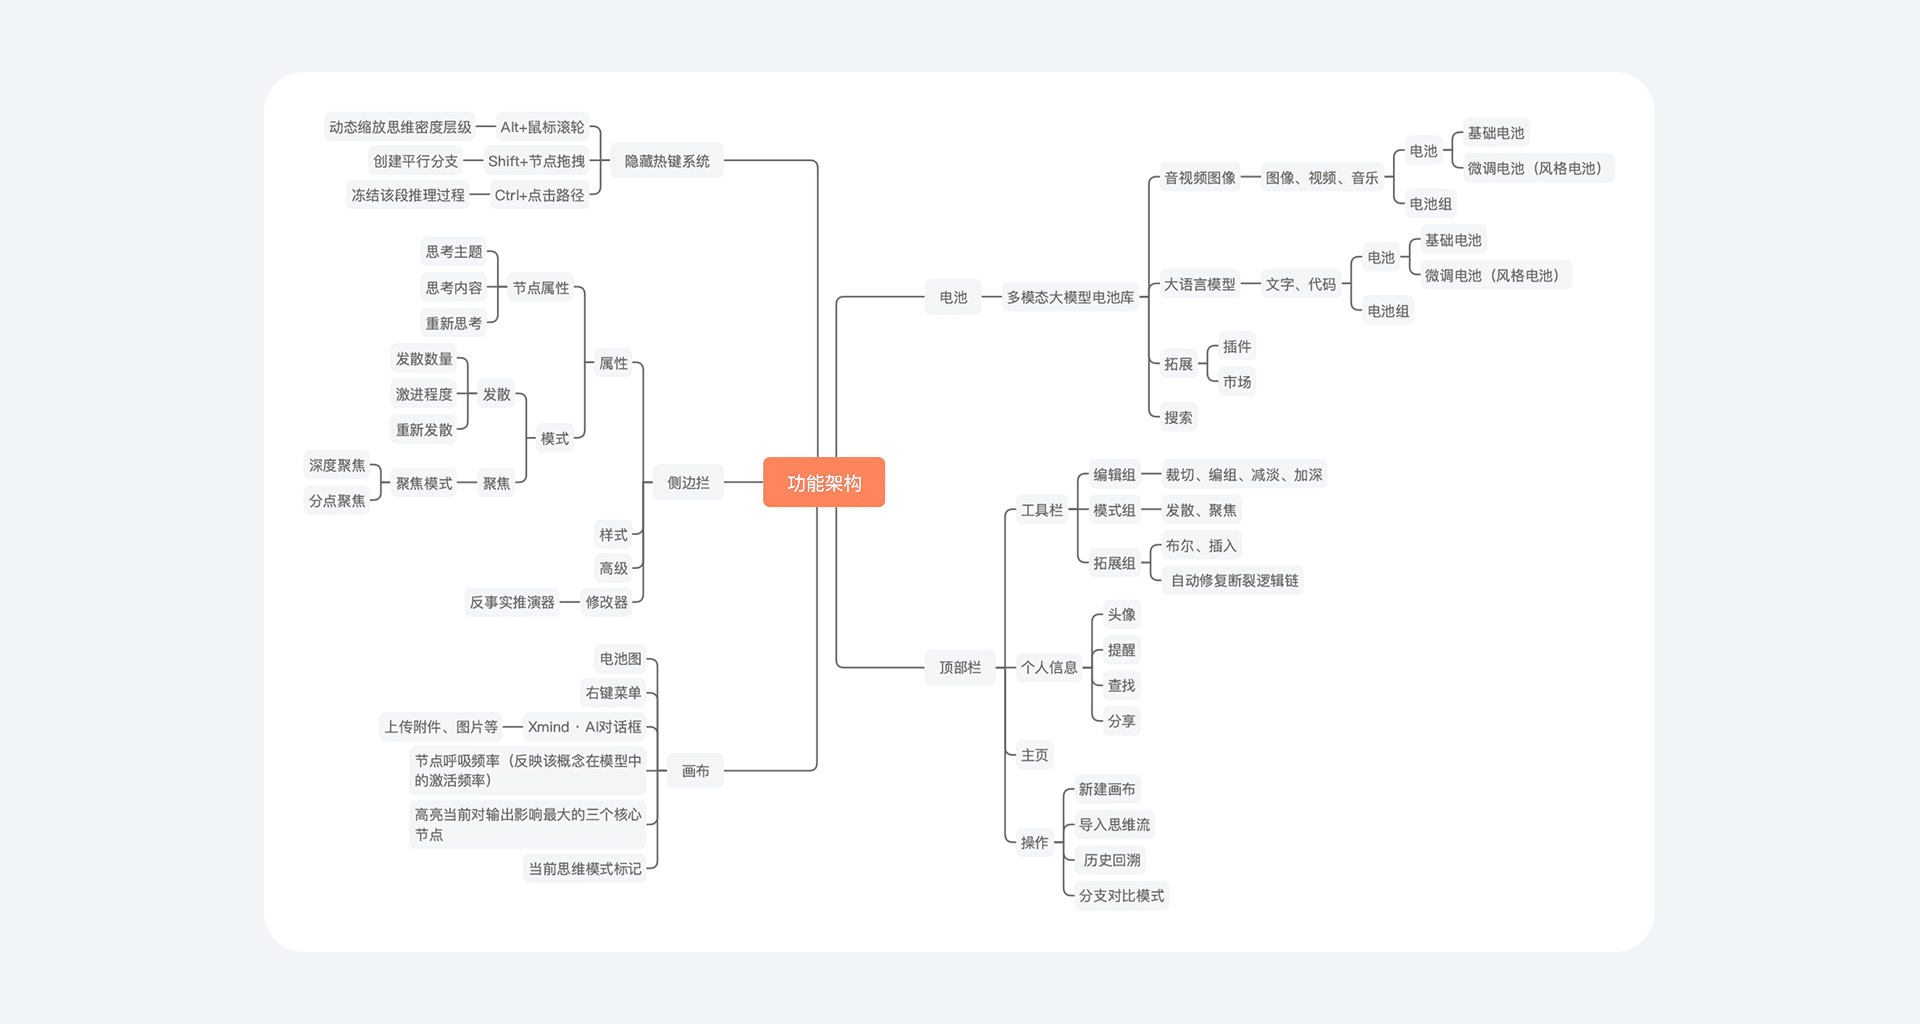 功能架构
隐藏热键系统
Alt+鼠标滚轮
动态缩放思维密度层级
Shift+节点拖拽
创建平行分支
Ctrl+点击路径
冻结该段推理过程
侧边拦
属性
节点属性
思考主题
思考内容
重新思考
模式
发散
发散数量
激进程度
重新发散
聚焦
聚焦模式
深度聚焦
分点聚焦
样式
高级
修改器
反事实推演器
画布
电池图
右键菜单
Xmind · AI对话框
上传附件、图片等
节点呼吸频率（反映该概念在模型中
的激活频率）
高亮当前对输出影响最大的三个核心
节点
当前思维模式标记
电池
多模态大模型电池库
音视频图像
图像、视频、音乐
电池
基础电池
微调电池（风格电池）
电池组
大语言模型
文字、代码
电池
基础电池
微调电池（风格电池）
电池组
拓展
插件
市场
搜索
顶部栏
工具栏
编辑组
裁切、编组、减淡、加深
模式组
发散、聚焦
拓展组
布尔、插入
自动修复断裂逻辑链
个人信息
头像
提醒
查找
分享
主页
操作
新建画布
导入思维流
历史回溯
分支对比模式